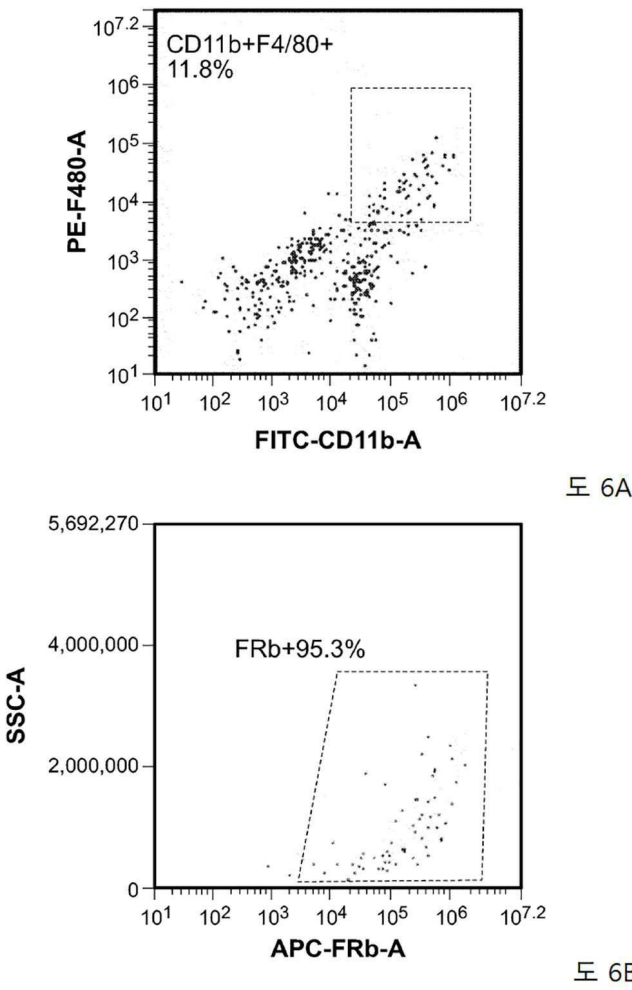 10^7.2
CD11b+F4/80+
11.8%
10^6
10^5
10^4
10^3
10^2
10^1
PE-F480-A
10^1 10^2 10^3 10^4 10^5 10^6 10^7.2
FITC-CD11b-A
도 6A
5,692,270
FRb+95.3%
4,000,000
2,000,000
0
SSC-A
10^1 10^2 10^3 10^4 10^5 10^6 10^7.2
APC-FRb-A
도 6B